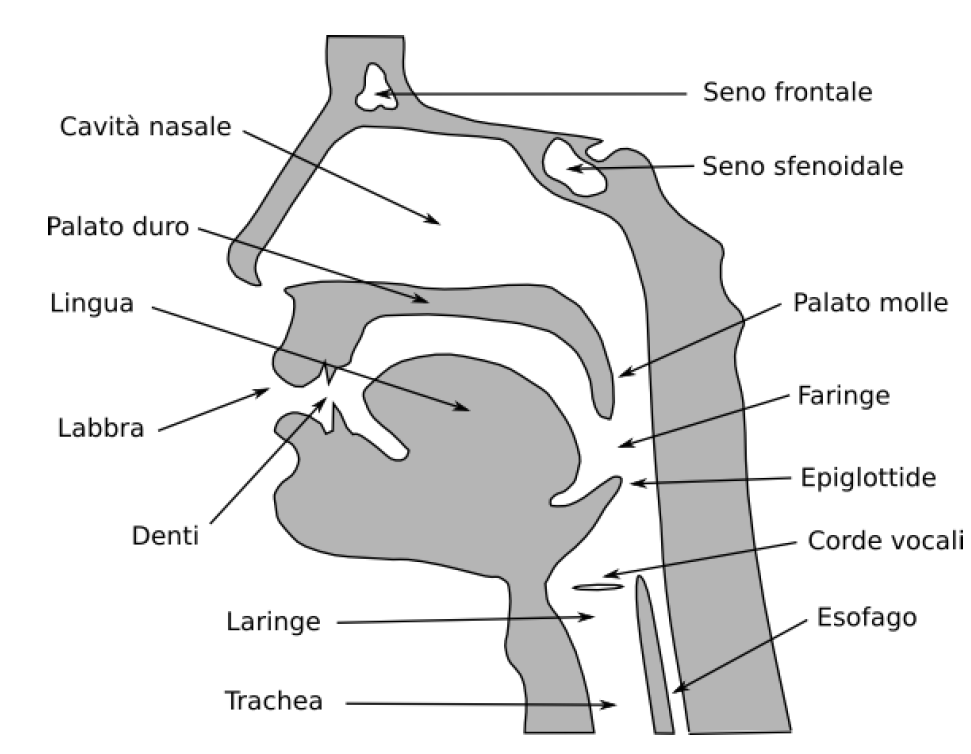 Seno frontale
Cavità nasale
Seno sfenoidale
Palato duro
Lingua
Palato molle
Faringe
Labbra
Epiglottide
Denti
Corde vocali
Laringe
Esofago
Trachea